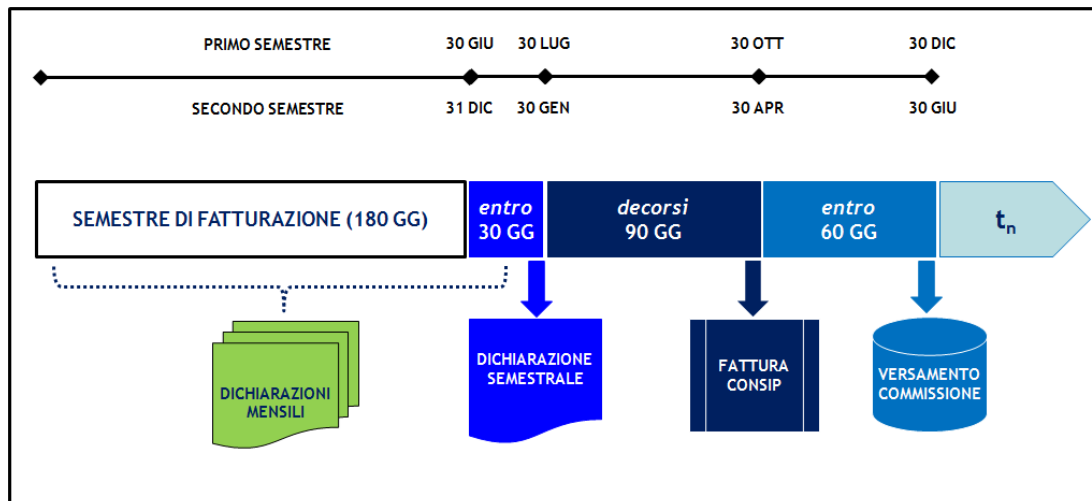 PRIMO SEMESTRE
30 GIU
30 LUG
30 OTT
30 DIC
SECONDO SEMESTRE
31 DIC
30 GEN
30 APR
30 GIU
SEMESTRE DI FATTURAZIONE (180 GG)
entro
30 GG
decorsi
90 GG
entro
60 GG
tn
DICHIARAZIONI
MENSILI
DICHIARAZIONE
SEMESTRALE
FATTURA
CONSIP
VERSAMENTO
COMMISSIONE